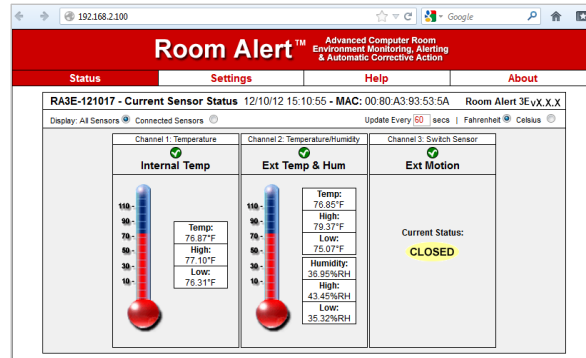 192.168.2.100
Google
Room Alert™
Advanced Computer Room
Environment Monitoring, Alerting
& Automatic Corrective Action
Status Settings Help About
RA3E-121017 - Current Sensor Status 12/10/12 15:10:55 - MAC: 00:80:A3:93:53:5A Room Alert 3E vX.X.X
Display: All Sensors Connected Sensors Update Every 60 secs | Fahrenheit Celsius
Channel 1: Temperature
Internal Temp
110 -
90 -
70 -
50 -
30 -
10 -
Temp:
76.87°F
High:
77.10°F
Low:
76.31°F
Channel 2: Temperature/Humidity
Ext Temp & Hum
110 -
90 -
70 -
50 -
30 -
10 -
Temp:
76.85°F
High:
79.37°F
Low:
75.07°F
Humidity:
36.95%RH
High:
43.45%RH
Low:
35.32%RH
Channel 3: Switch Sensor
Ext Motion
Current Status:
CLOSED